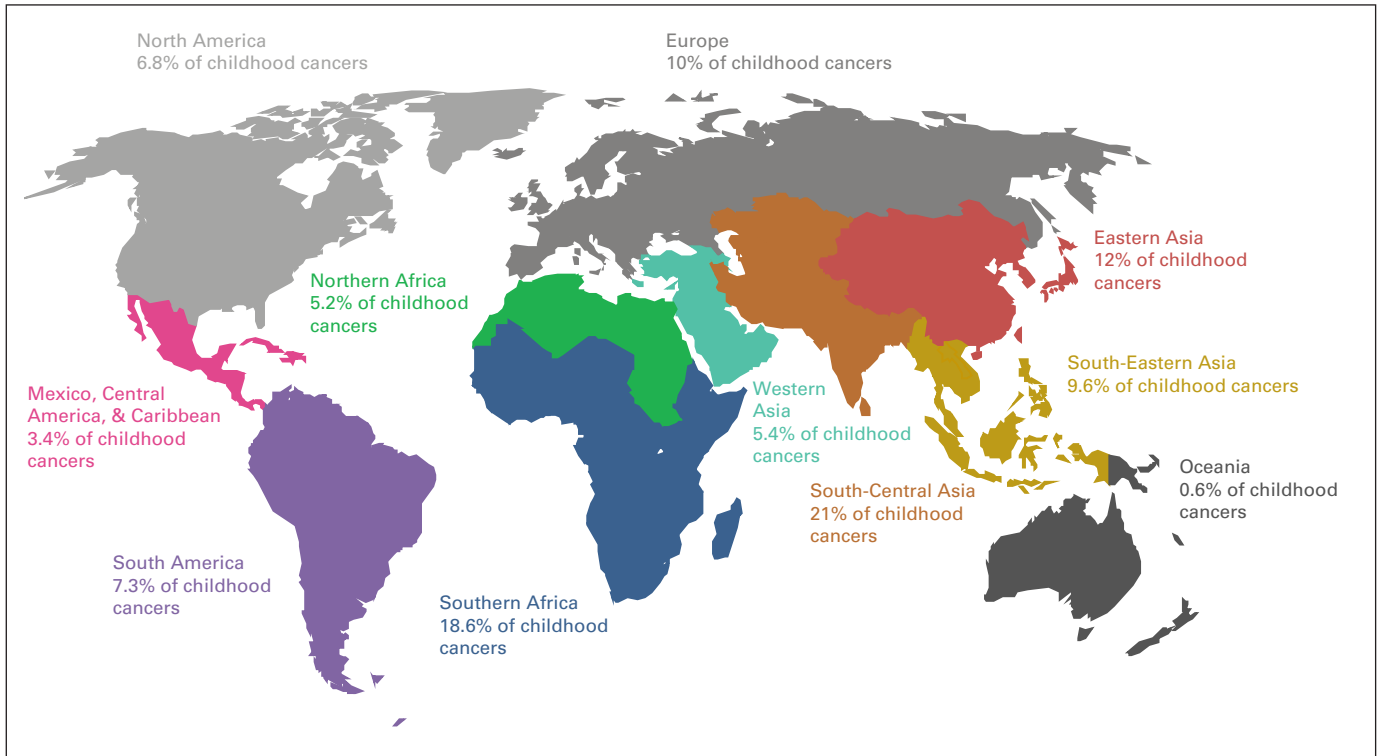 North America
6.8% of childhood cancers
Europe
10% of childhood cancers
Eastern Asia
12% of childhood
cancers
Northern Africa
5.2% of childhood
cancers
South-Eastern Asia
9.6% of childhood cancers
Mexico, Central
America, & Caribbean
3.4% of childhood
cancers
Western
Asia
5.4% of childhood
cancers
Oceania
0.6% of childhood
cancers
South-Central Asia
21% of childhood
cancers
South America
7.3% of childhood
cancers
Southern Africa
18.6% of childhood
cancers